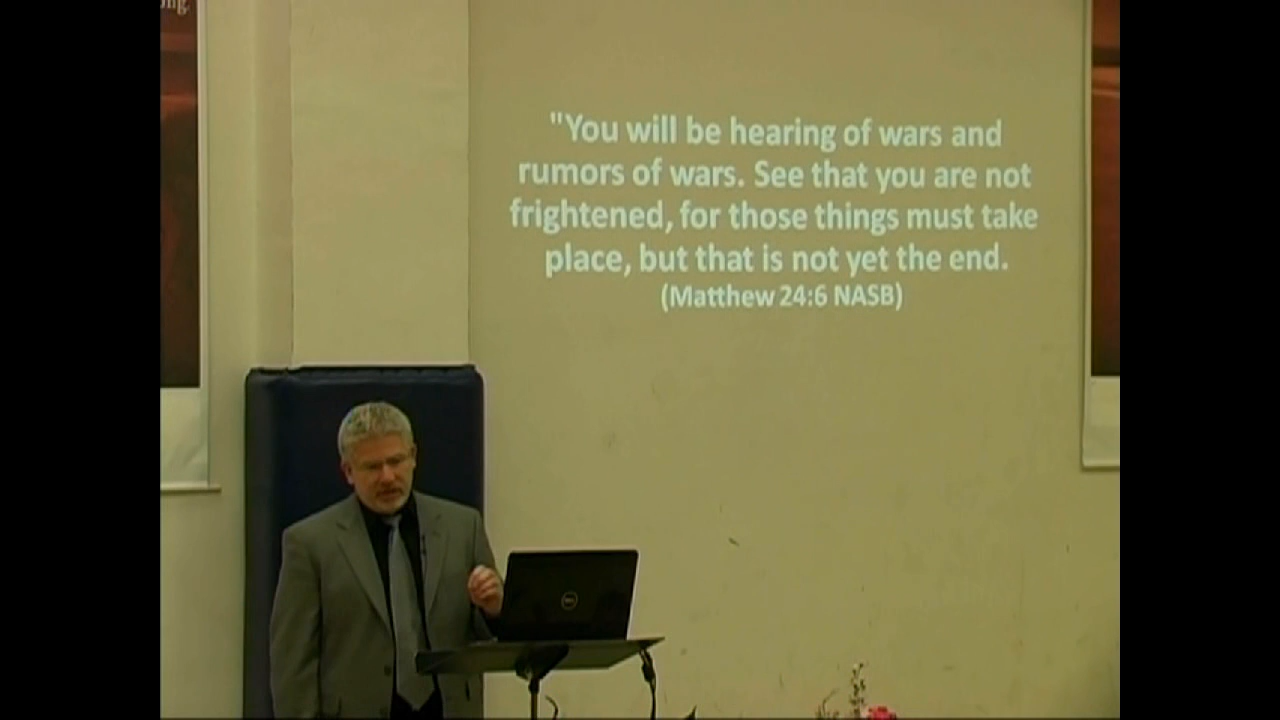 "You will be hearing of wars and
rumors of wars. See that you are not
frightened, for those things must take
place, but that is not yet the end.
(Matthew 24:6 NASB)
DELL